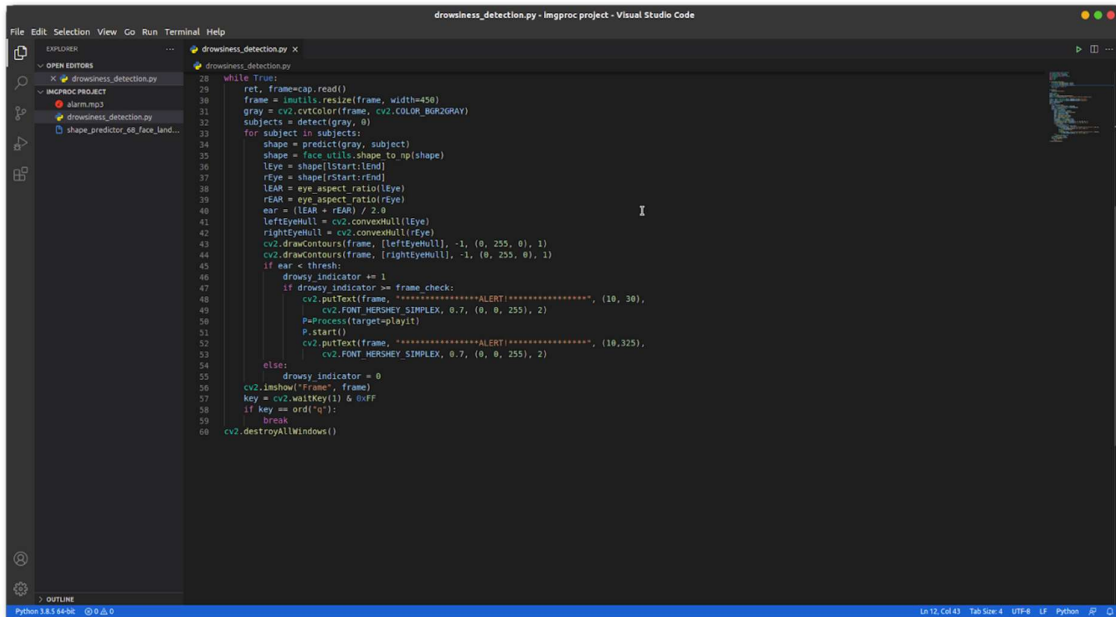 drowsiness_detection.py - imgproc project - Visual Studio Code
File Edit Selection View Go Run Terminal Help
EXPLORER
OPEN EDITORS
drowsiness_detection.py
IMGPROC PROJECT
alarm.mp3
drowsiness_detection.py
shape_predictor_68_face_land...
OUTLINE
drowsiness_detection.py
drowsiness_detection.py
28 while True:
29     ret, frame=cap.read()
30     frame = imutils.resize(frame, width=450)
31     gray = cv2.cvtColor(frame, cv2.COLOR_BGR2GRAY)
32     subjects = detect(gray, 0)
33     for subject in subjects:
34         shape = predict(gray, subject)
35         shape = face_utils.shape_to_np(shape)
36         lEye = shape[lStart:lEnd]
37         rEye = shape[rStart:rEnd]
38         lEAR = eye_aspect_ratio(lEye)
39         rEAR = eye_aspect_ratio(rEye)
40         ear = (lEAR + rEAR) / 2.0
41         leftEyeHull = cv2.convexHull(lEye)
42         rightEyeHull = cv2.convexHull(rEye)
43         cv2.drawContours(frame, [leftEyeHull], -1, (0, 255, 0), 1)
44         cv2.drawContours(frame, [rightEyeHull], -1, (0, 255, 0), 1)
45         if ear < thresh:
46             drowsy_indicator += 1
47             if drowsy_indicator >= frame_check:
48                 cv2.putText(frame, "****************ALERT!****************", (10, 30),
49                     cv2.FONT_HERSHEY_SIMPLEX, 0.7, (0, 0, 255), 2)
50                 P=Process(target=playit)
51                 P.start()
52                 cv2.putText(frame, "****************ALERT!****************", (10,325),
53                     cv2.FONT_HERSHEY_SIMPLEX, 0.7, (0, 0, 255), 2)
54         else:
55             drowsy_indicator = 0
56     cv2.imshow("Frame", frame)
57     key = cv2.waitKey(1) & 0xFF
58     if key == ord("q"):
59         break
60 cv2.destroyAllWindows()
Python 3.8.5 64-bit 0 0
Ln 12, Col 43 Tab Size: 4 UTF-8 LF Python